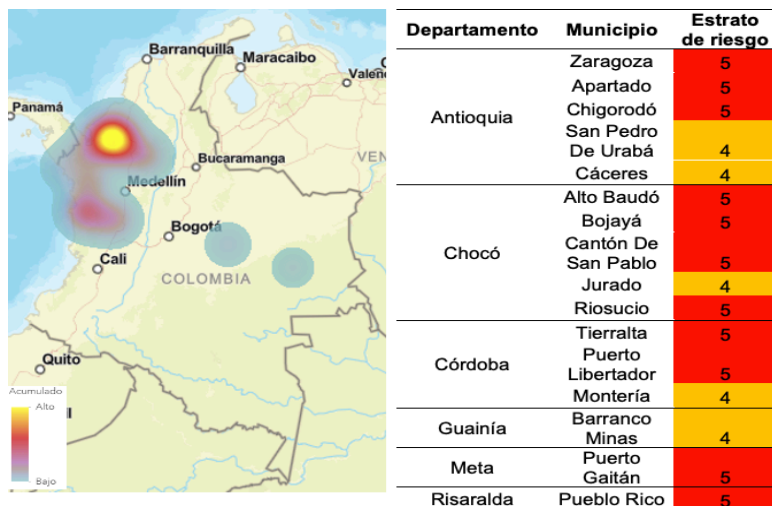 Barranquilla
Maracaibo
Panamá
Bucaramanga
Medellín
Bogotá
COLOMBIA
Cali
Quito
Acumulado
Alto
Bajo
Departamento Municipio Estrato
de riesgo
Antioquia
Zaragoza 5
Apartado 5
Chigorodó 5
San Pedro
De Urabá 4
Cáceres 4
Chocó
Alto Baudó 5
Bojayá 5
Cantón De
San Pablo 5
Jurado 4
Riosucio 5
Córdoba
Tierralta 5
Puerto
Libertador 5
Montería 4
Guainía
Barranco
Minas 4
Meta
Puerto
Gaitán 5
Risaralda Pueblo Rico 5